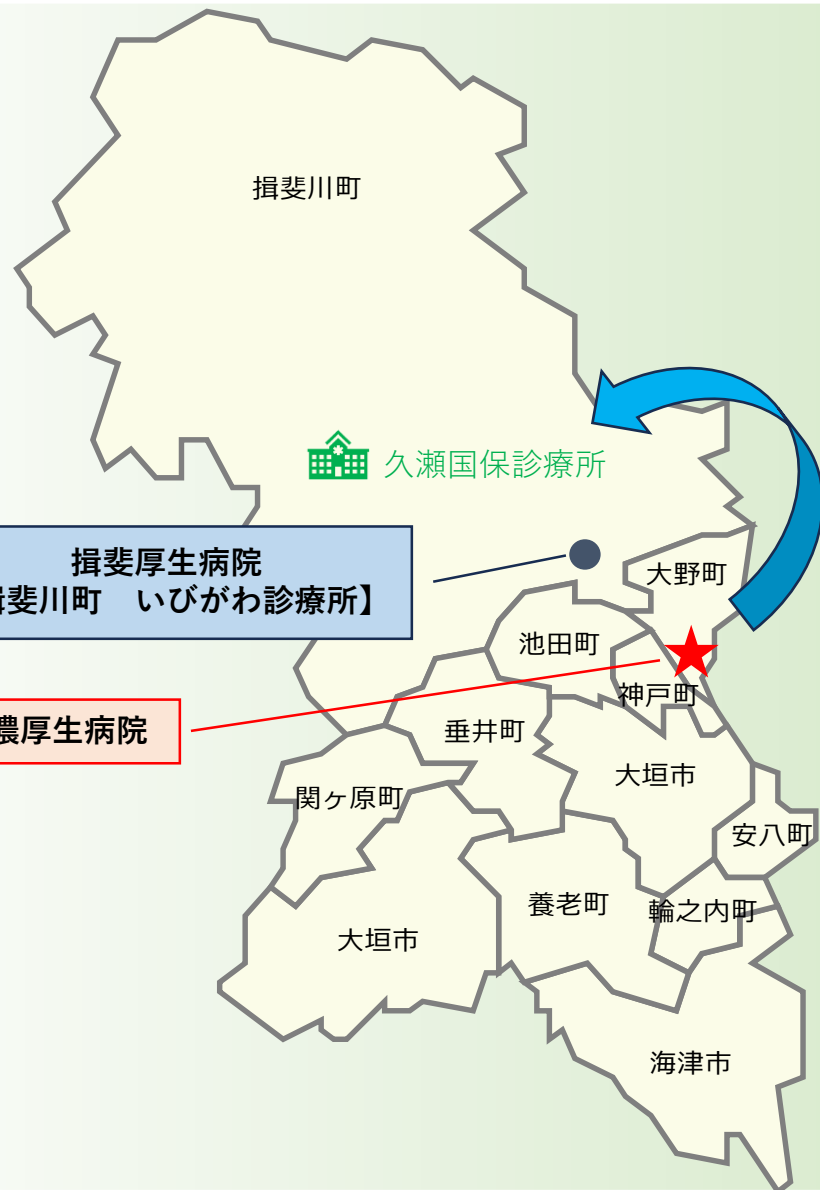 揖斐川町
久瀬国保診療所
揖斐厚生病院
斐川町　いびがわ診療所】
大野町
池田町
神戸町
濃厚生病院
垂井町
大垣市
関ヶ原町
安八町
養老町
輪之内町
大垣市
海津市